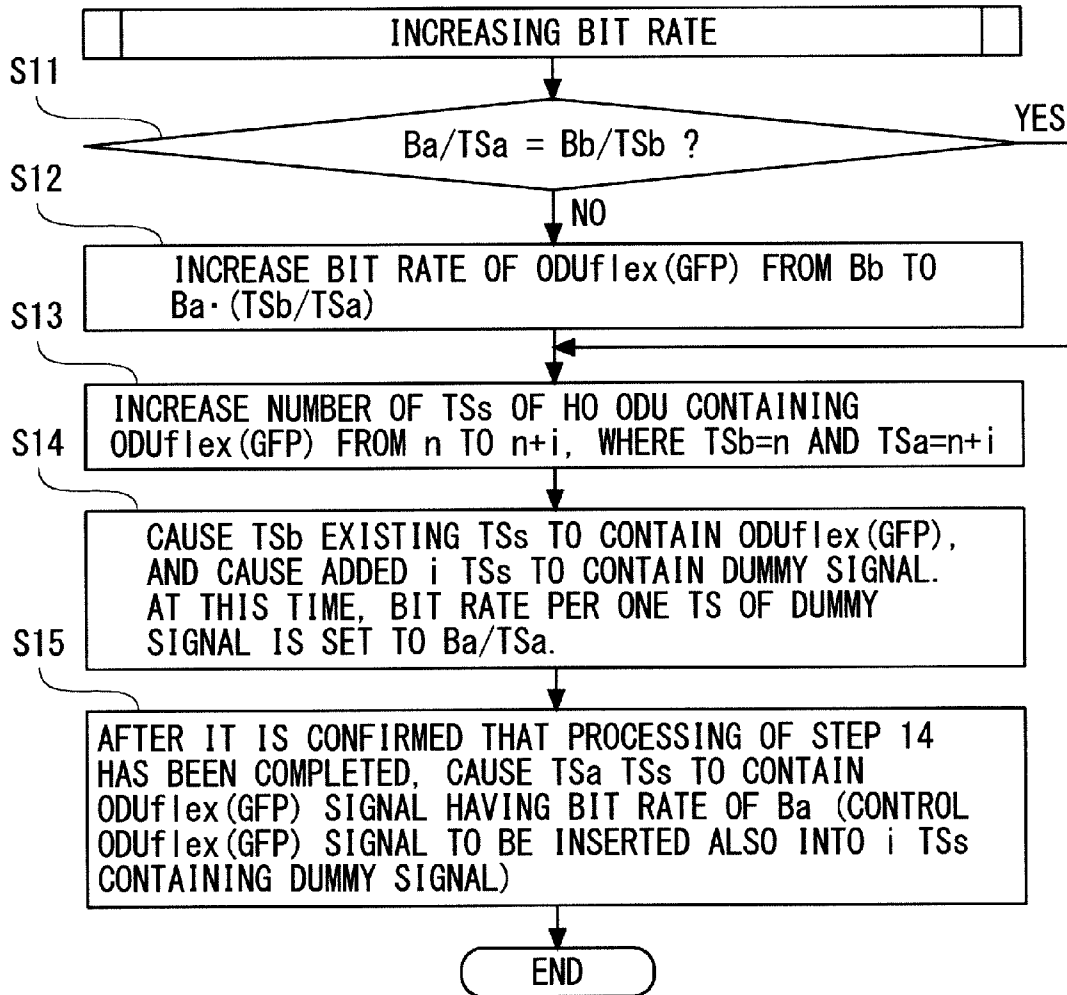 INCREASING BIT RATE
S11
Ba/TSa = Bb/TSb ?
YES
S12
NO
INCREASE BIT RATE OF ODUflex(GFP) FROM Bb TO
Ba·(TSb/TSa)
S13
INCREASE NUMBER OF TSs OF HO ODU CONTAINING
ODUflex(GFP) FROM n TO n+i, WHERE TSb=n AND TSa=n+i
S14
CAUSE TSb EXISTING TSs TO CONTAIN ODUflex(GFP),
AND CAUSE ADDED i TSs TO CONTAIN DUMMY SIGNAL.
AT THIS TIME, BIT RATE PER ONE TS OF DUMMY
SIGNAL IS SET TO Ba/TSa.
S15
AFTER IT IS CONFIRMED THAT PROCESSING OF STEP 14
HAS BEEN COMPLETED, CAUSE TSa TSs TO CONTAIN
ODUflex(GFP) SIGNAL HAVING BIT RATE OF Ba (CONTROL
ODUflex(GFP) SIGNAL TO BE INSERTED ALSO INTO i TSs
CONTAINING DUMMY SIGNAL)
END